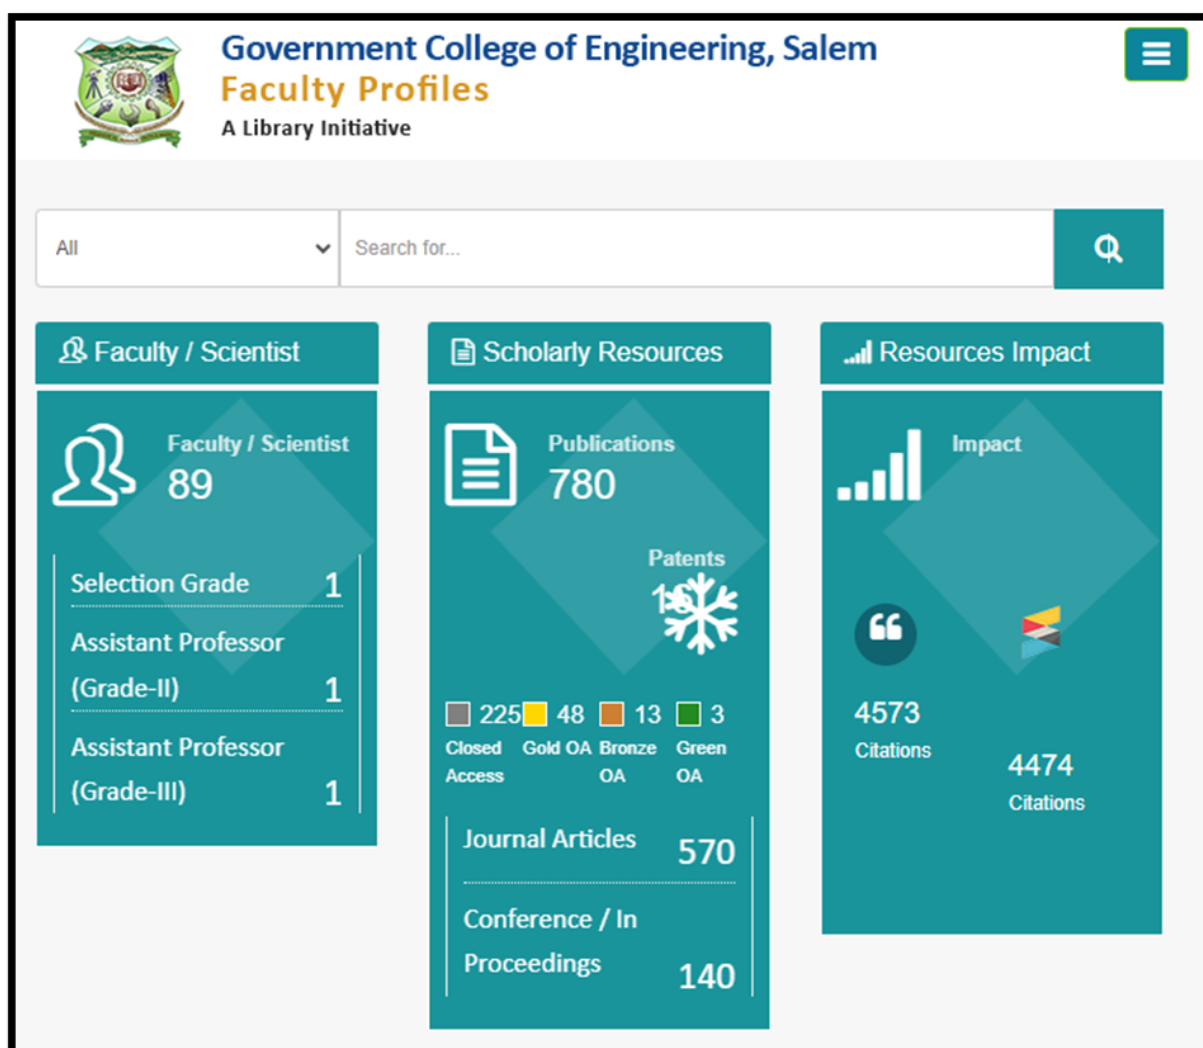 Government College of Engineering, Salem
Faculty Profiles
A Library Initiative
All
Search for...
Faculty / Scientist
Faculty / Scientist
89
Selection Grade 1
Assistant Professor
(Grade-II) 1
Assistant Professor
(Grade-III) 1
Scholarly Resources
Publications
780
Patents
225 48 13 3
Closed Access
Gold OA
Bronze OA
Green OA
Journal Articles 570
Conference / In
Proceedings 140
Resources Impact
Impact
4573
Citations
4474
Citations